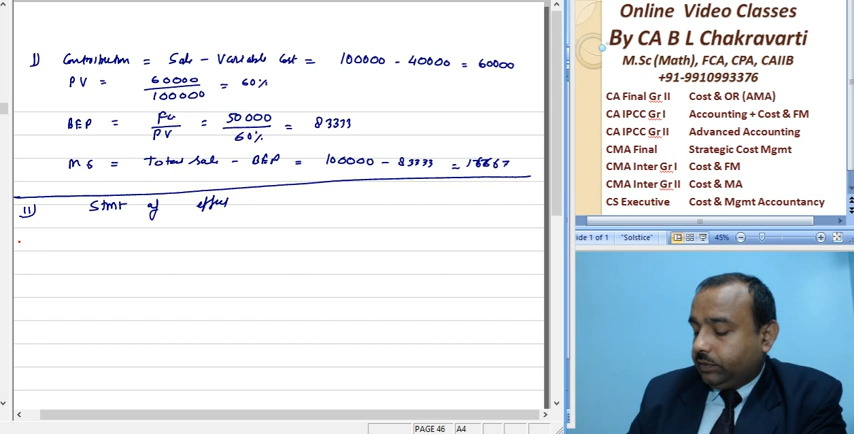 I) Contribution = Sale - Variable Cost = 100000 - 40000 = 60000
PV = 60000 / 100000 = 60%
BEP = FC / PV = 50000 / 60% = 83333
MS = Total sale - BEP = 100000 - 83333 = 16667
II) Stmt of effect
PAGE 46 A4
Online Video Classes
By CA B L Chakravarti
M.Sc (Math), FCA, CPA, CAIIB
+91-9910993376
CA Final Gr II Cost & OR (AMA)
CA IPCC Gr I Accounting + Cost & FM
CA IPCC Gr II Advanced Accounting
CMA Final Strategic Cost Mgmt
CMA Inter Gr I Cost & FM
CMA Inter Gr II Cost & MA
CS Executive Cost & Mgmt Accountancy
ide 1 of 1 "Solstice" 45%